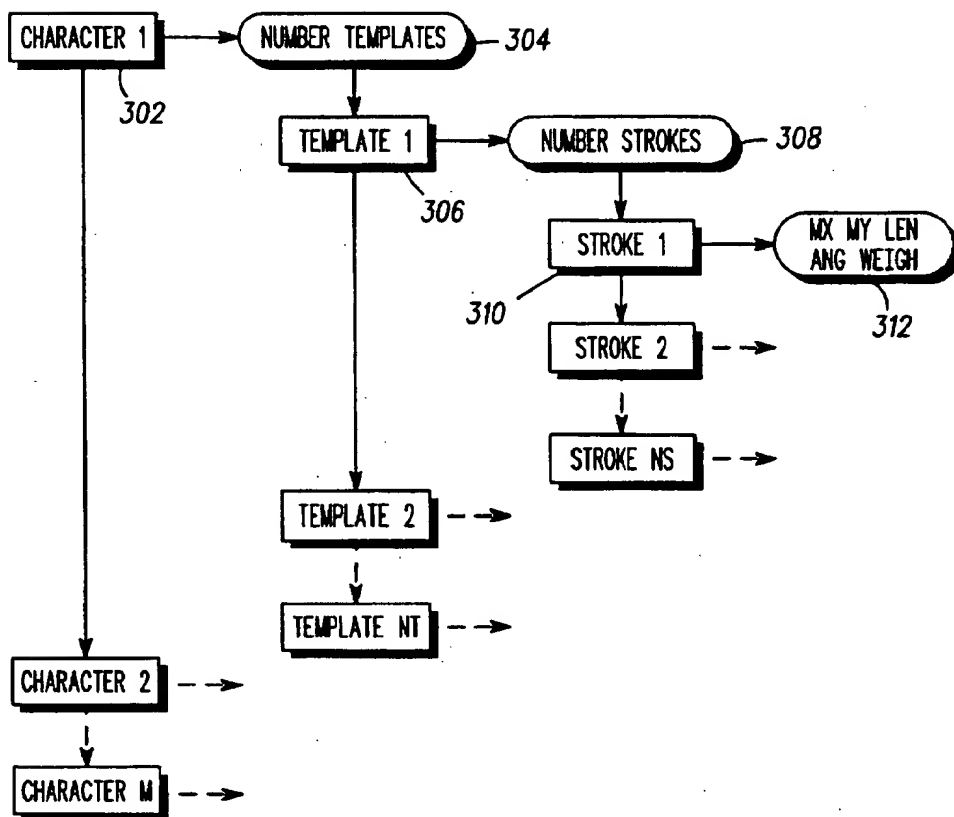 CHARACTER 1
NUMBER TEMPLATES
304
302
TEMPLATE 1
NUMBER STROKES
308
306
STROKE 1
MX MY LEN
ANG WEIGH
310
312
STROKE 2
STROKE NS
TEMPLATE 2
TEMPLATE NT
CHARACTER 2
CHARACTER M